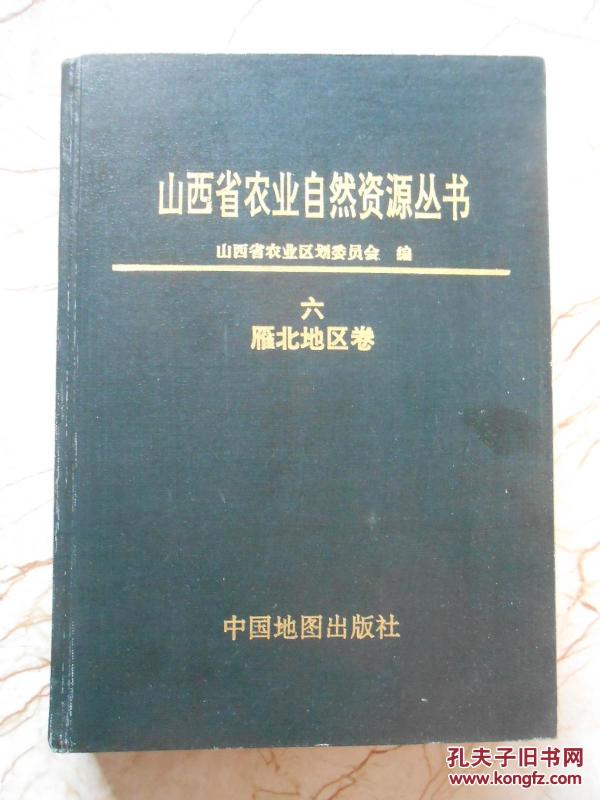 山西省农业自然资源丛书
山西省农业区划委员会 编
六
雁北地区卷
中国地图出版社
孔夫子旧书网
www.kongfz.com